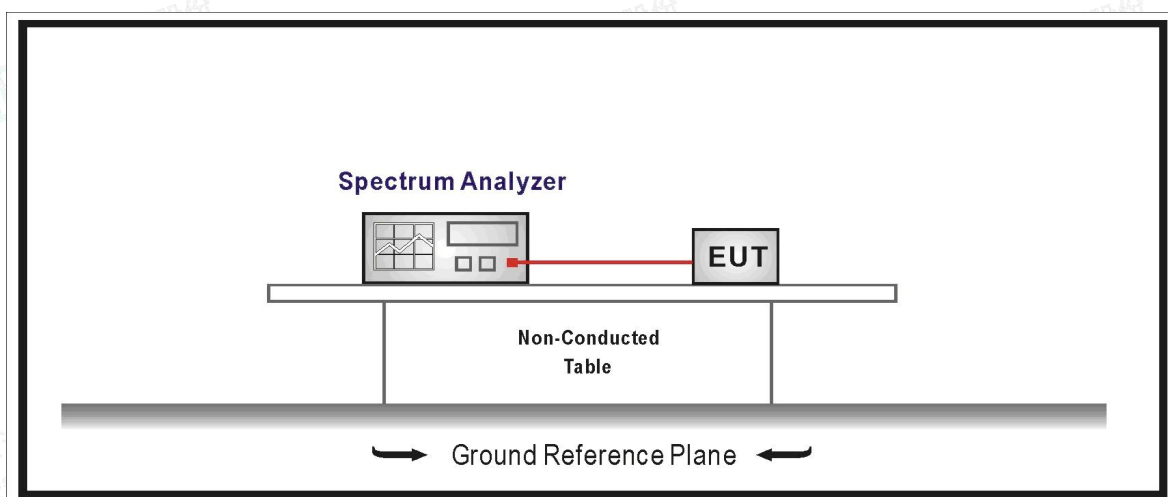 Spectrum Analyzer
EUT
Non-Conducted
Table
Ground Reference Plane